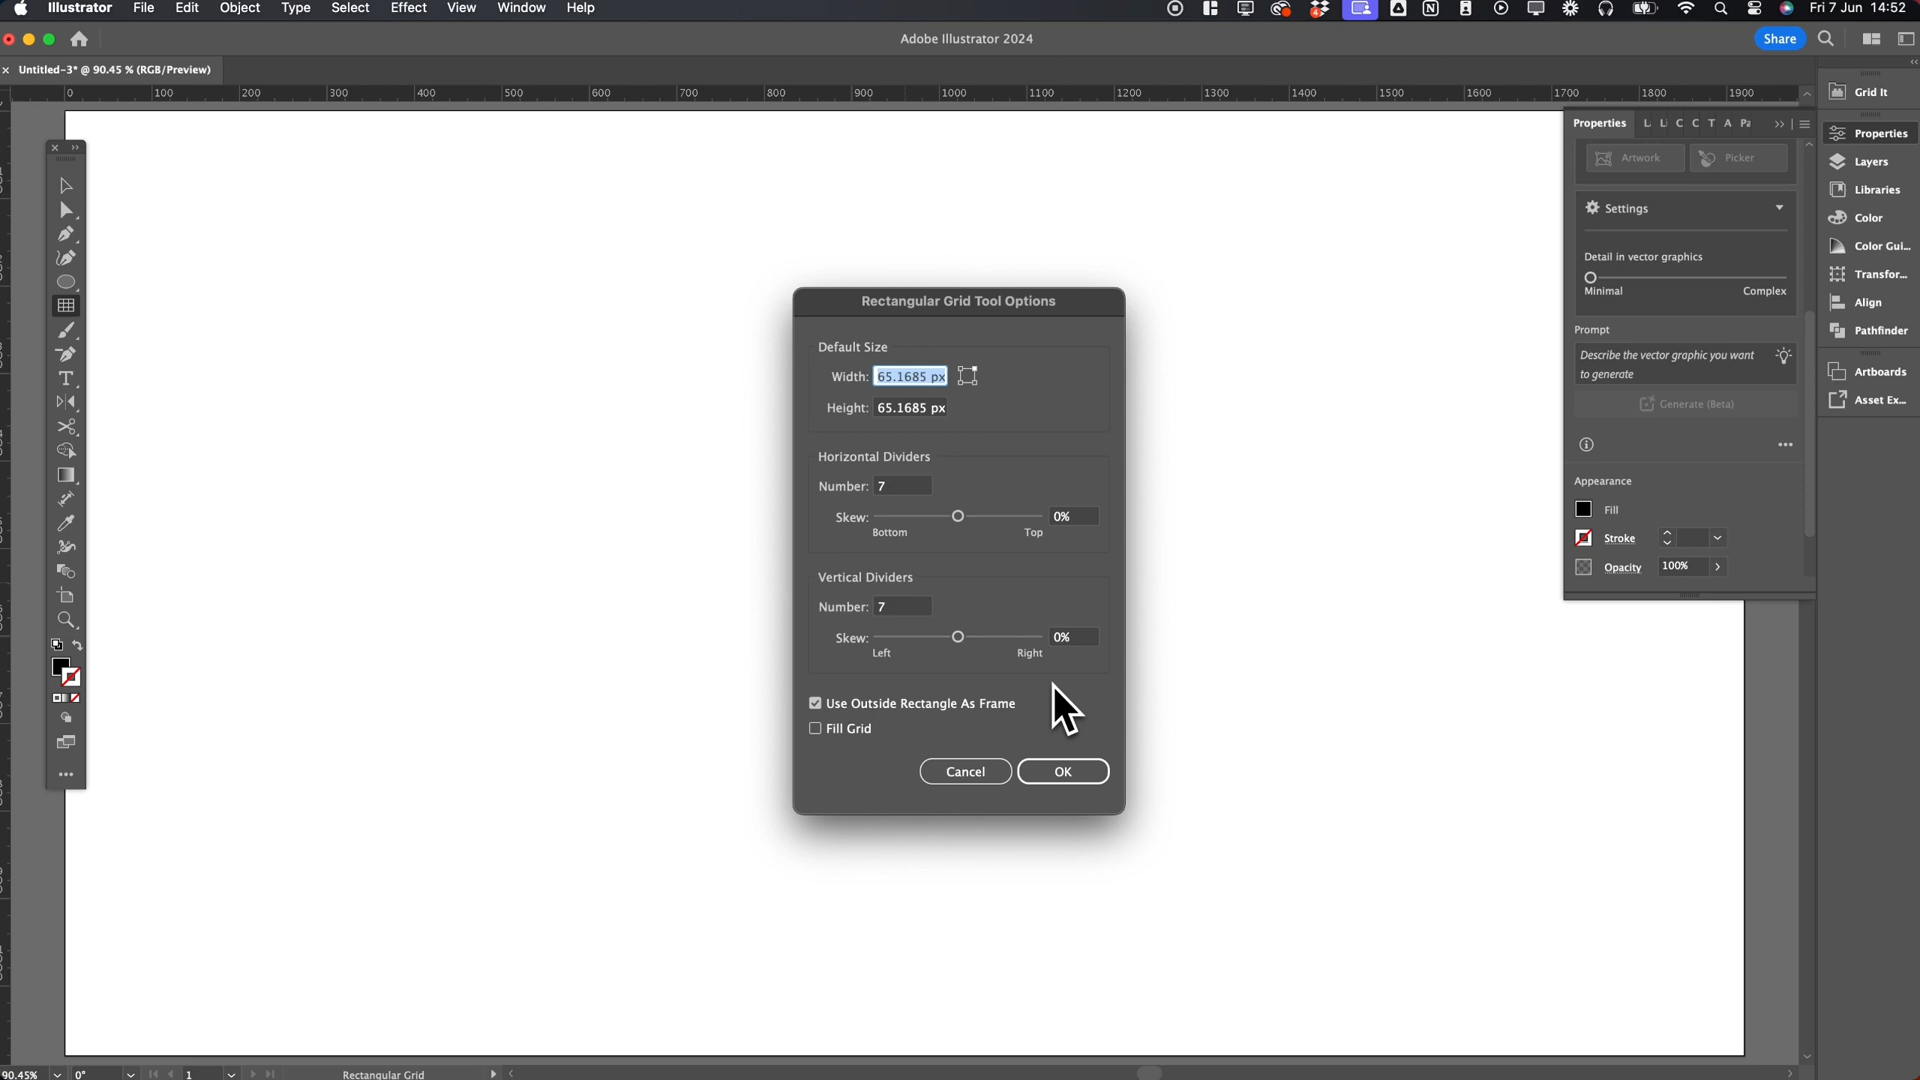 Illustrator File Edit Object Type Select Effect View Window Help Fri 7 Jun 14:52
Adobe Illustrator 2024
Share
Untitled-3* @ 90.45 % (RGB/Preview)
0 100 200 300 400 500 600 700 800 900 1000 1100 1200 1300 1400 1500 1600 1700 1800 1900
Grid It
Properties
Layers
Libraries
Color
Color Gui...
Transfor...
Align
Pathfinder
Artboards
Asset Ex...
Properties L L C C T A Pa
Artwork Picker
Settings
Detail in vector graphics
Minimal Complex
Prompt
Describe the vector graphic you want
to generate
Generate (Beta)
Appearance
Fill
Stroke
Opacity 100%
Rectangular Grid Tool Options
Default Size
Width: 65.1685 px
Height: 65.1685 px
Horizontal Dividers
Number: 7
Skew: 0%
Bottom Top
Vertical Dividers
Number: 7
Skew: 0%
Left Right
Use Outside Rectangle As Frame
Fill Grid
Cancel OK
90.45% 0° 1 Rectangular Grid